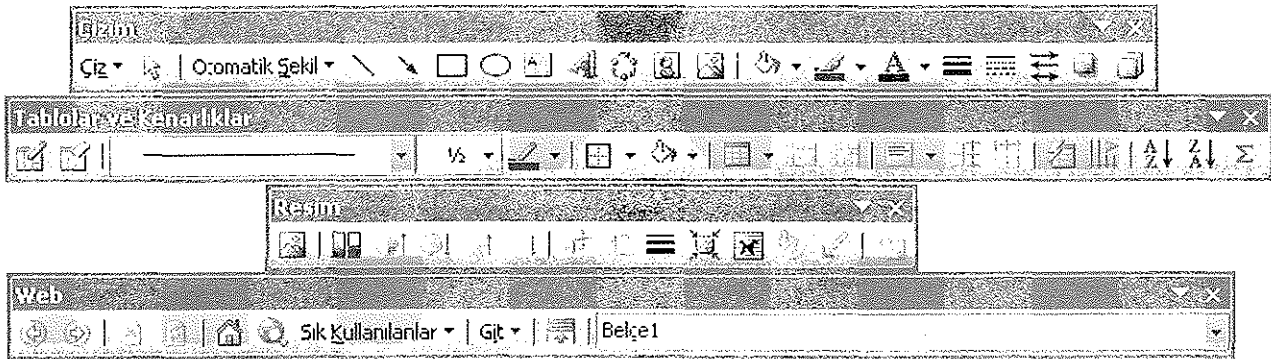 Çizim
Çiz Otomatik Şekil A
Tablolar ve Kenarlıklar
½ A Z Z A Σ
Resim
Web
Sık Kullanılanlar Git Belge1